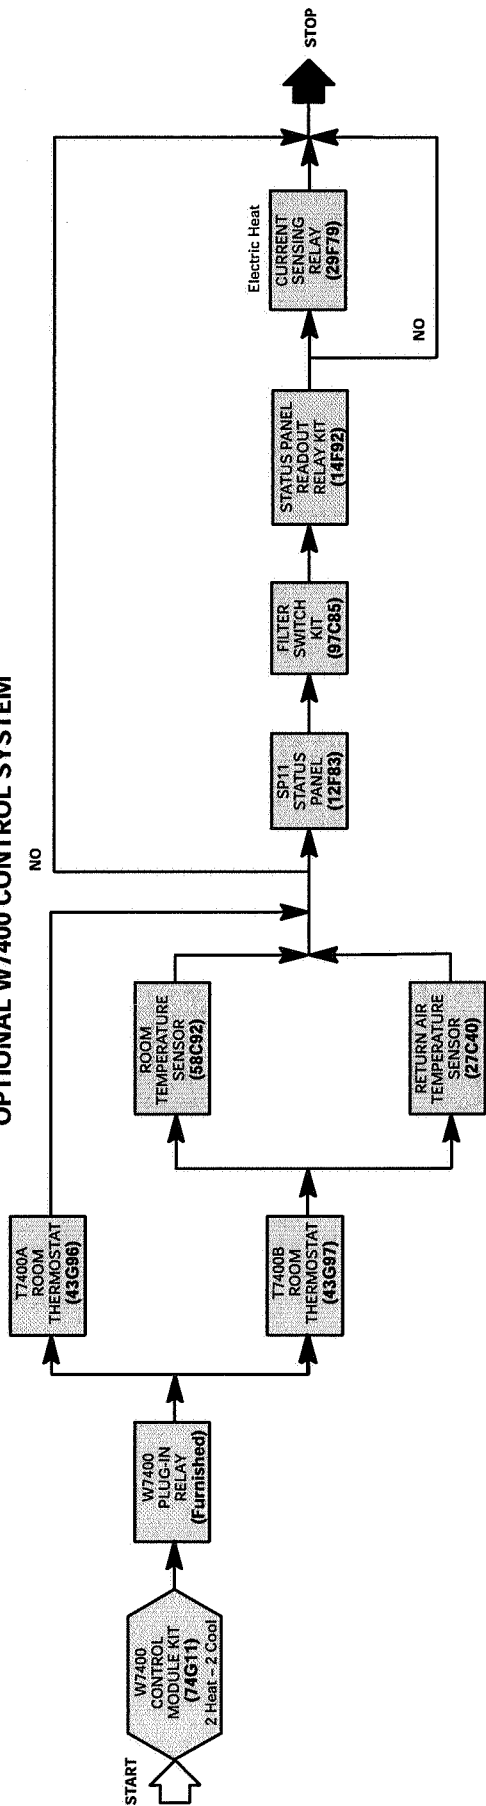 OPTIONAL W7400 CONTROL SYSTEM
START
W7400
CONTROL
MODULE KIT
(74G11)
2 Heat – 2 Cool
W7400
PLUG-IN
RELAY
(Furnished)
T7400A
ROOM
THERMOSTAT
(43G96)
T7400B
ROOM
THERMOSTAT
(43G97)
ROOM
TEMPERATURE
SENSOR
(58C92)
RETURN AIR
TEMPERATURE
SENSOR
(27C40)
NO
SP11
STATUS
PANEL
(12F83)
FILTER
SWITCH
KIT
(97C85)
STATUS PANEL
READOUT
RELAY KIT
(14F92)
NO
Electric Heat
CURRENT
SENSING
RELAY
(29F79)
STOP